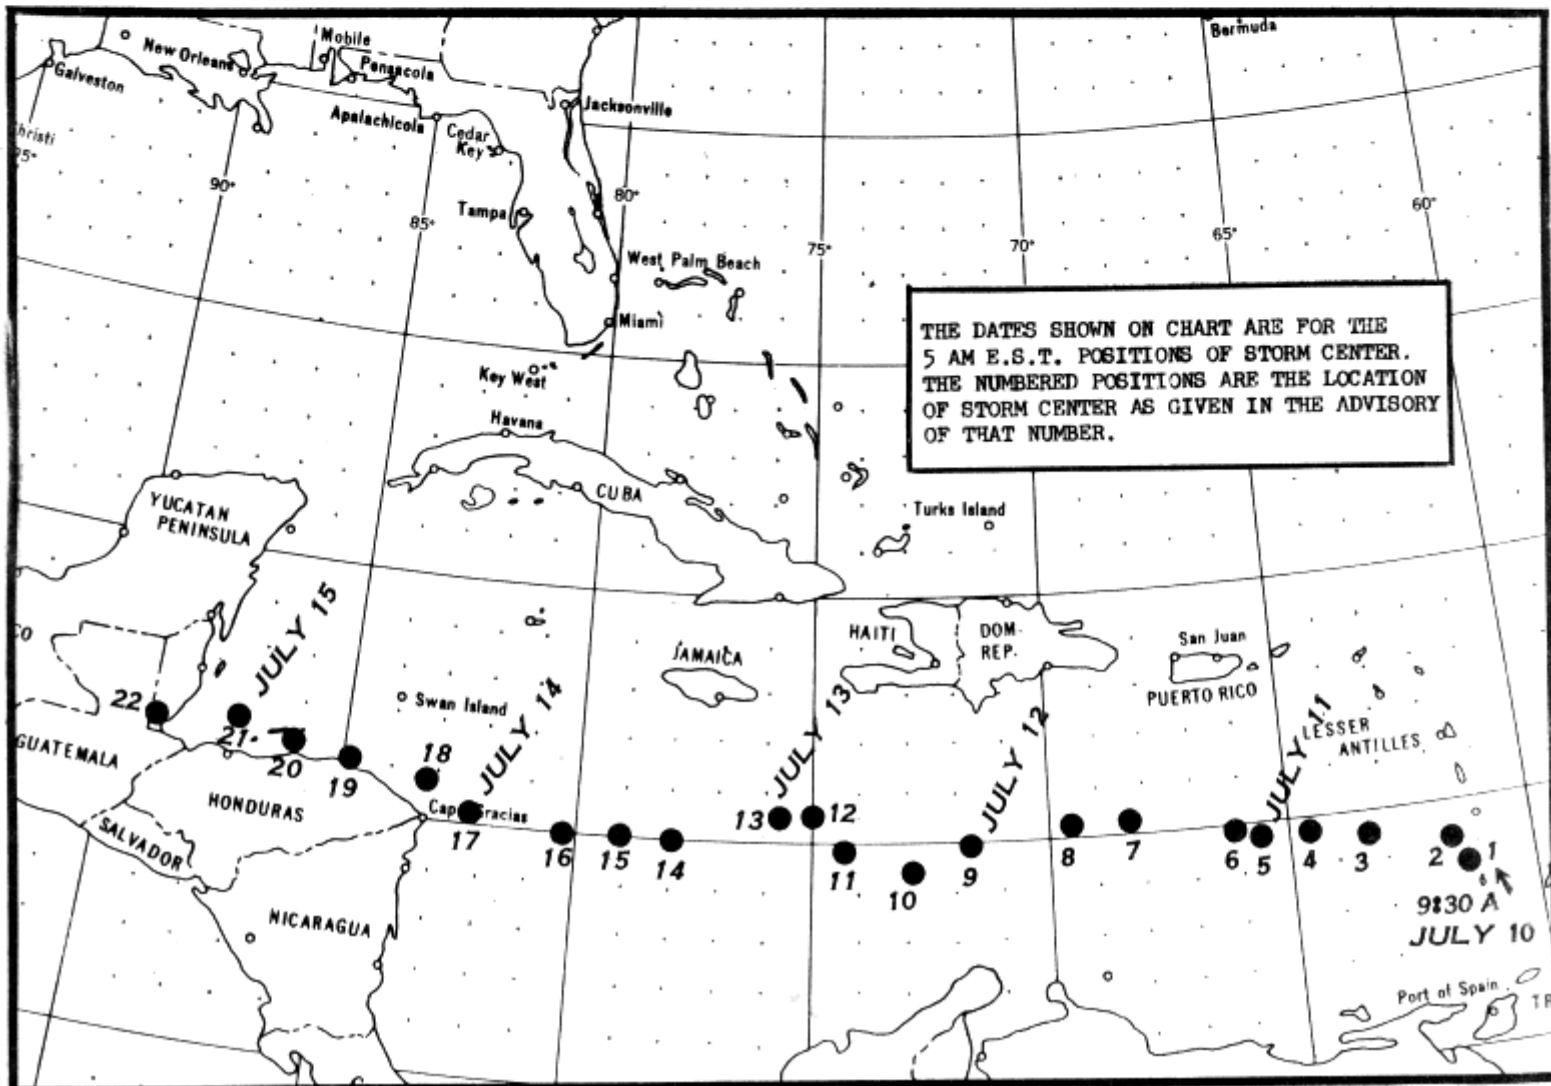 Bermuda
Mobile
New Orleans
Pensacola
Galveston
Jacksonville
Apalachicola
Cedar
Key
hristi
95°
90°
85°
80°
75°
70°
65°
60°
Tampa
West Palm Beach
Miami
Key West
Havana
THE DATES SHOWN ON CHART ARE FOR THE
5 AM E.S.T. POSITIONS OF STORM CENTER.
THE NUMBERED POSITIONS ARE THE LOCATION
OF STORM CENTER AS GIVEN IN THE ADVISORY
OF THAT NUMBER.
YUCATAN
PENINSULA
CUBA
Turks Island
CO
JULY 15
HAITI
DOM.
REP.
San Juan
PUERTO RICO
JAMAICA
Swan Island
JULY 14
JULY 13
JULY 12
JULY 11
LESSER
ANTILLES
22
21
20
19
18
17
16
15
14
13
12
11
10
9
8
7
6
5
4
3
2
1
9:30 A
JULY 10
GUATEMALA
HONDURAS
Cape Gracias
SALVADOR
NICARAGUA
Port of Spain
TR